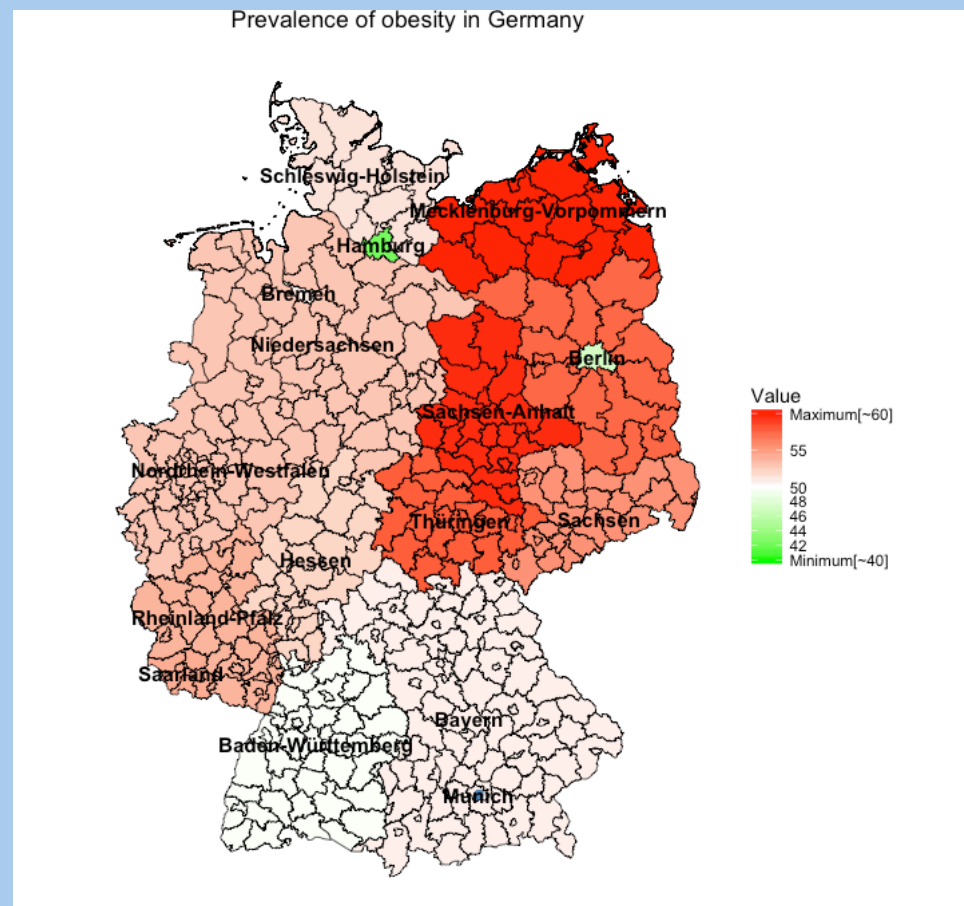 Prevalence of obesity in Germany
Schleswig-Holstein
Mecklenburg-Vorpommern
Hamburg
Bremen
Niedersachsen
Berlin
Sachsen-Anhalt
Nordrhein-Westfalen
Thüringen
Sachsen
Hessen
Rheinland-Pfalz
Saarland
Bayern
Baden-Württemberg
Munich
Value
Maximum[~60]
55
50
48
46
44
42
Minimum[~40]